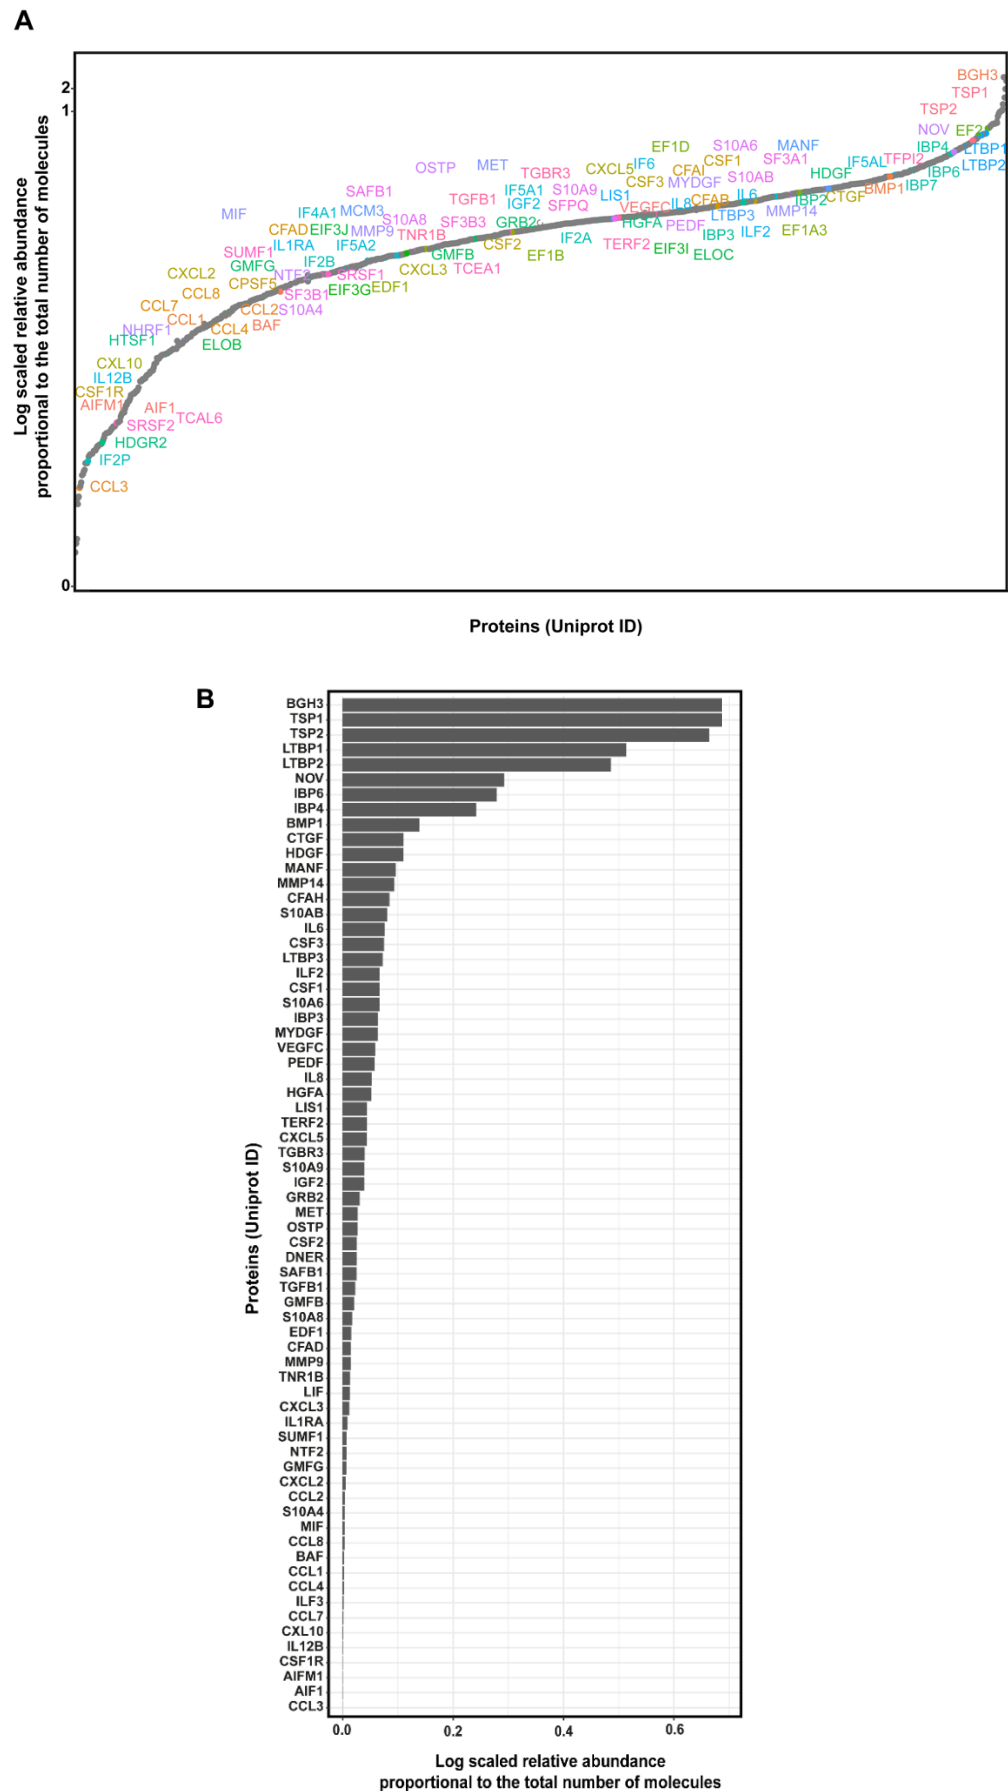 A
2
1
0
Log scaled relative abundance
proportional to the total number of molecules
BGH3
TSP1
TSP2
NOV EF2
IBP4 LTBP1
LTBP2
EF1D S10A6 MANF
OSTP MET TGBR3 CXCL5 IF6 CFAI CSF1 SF3A1 IF5AL TFPI2 IBP6
SAFB1 IF5A1 S10A9 LIS1 CSF3 MYDGF S10AB HDGF BMP1 IBP7
TGFB1 IGF2 SFPQ VEGFC IL8 CFAB IL6 IBP2 CTGF
MIF IF4A1 MCM3 S10A8 SF3B3 GRB2 HGFA PEDF LTBP3 MMP14
CFAD EIF3J MMP9 TNR1B CSF2 IF2A TERF2 EIF3I IBP3 ILF2 EF1A3
SUMF1 IL1RA IF5A2 GMFB EF1B ELOC
GMFG IF2B CXCL3 TCEA1
CXCL2 NTF2 SRSF1
CCL8 CPSF5 SF3B1 EIF3G EDF1
CCL7 CCL2 S10A4
CCL1 CCL4 BAF
NHRF1
HTSF1 ELOB
CXL10
IL12B
CSF1R
AIFM1 AIF1
SRSF2 TCAL6
HDGR2
IF2P
CCL3
Proteins (Uniprot ID)
B
BGH3
TSP1
TSP2
LTBP1
LTBP2
NOV
IBP6
IBP4
BMP1
CTGF
HDGF
MANF
MMP14
CFAH
S10AB
IL6
CSF3
LTBP3
ILF2
CSF1
S10A6
IBP3
MYDGF
VEGFC
PEDF
IL8
HGFA
LIS1
TERF2
CXCL5
TGBR3
S10A9
IGF2
GRB2
MET
OSTP
CSF2
DNER
SAFB1
TGFB1
GMFB
S10A8
EDF1
CFAD
MMP9
TNR1B
LIF
CXCL3
IL1RA
SUMF1
NTF2
GMFG
CXCL2
CCL2
S10A4
MIF
CCL8
BAF
CCL1
CCL4
ILF3
CCL7
CXL10
IL12B
CSF1R
AIFM1
AIF1
CCL3
Proteins (Uniprot ID)
0.0 0.2 0.4 0.6
Log scaled relative abundance
proportional to the total number of molecules